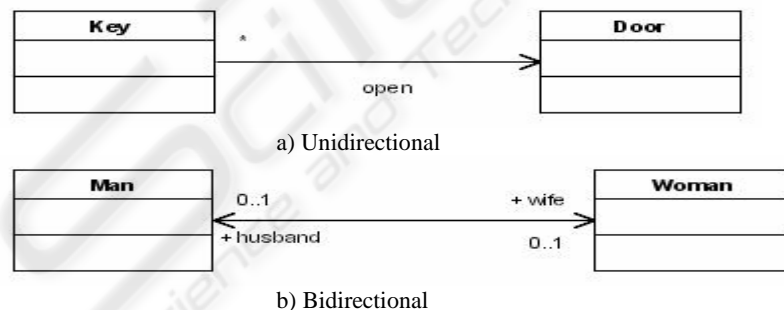 Key
Door
*
open
a) Unidirectional
Man
Woman
0..1
+ wife
+ husband
0..1
b) Bidirectional